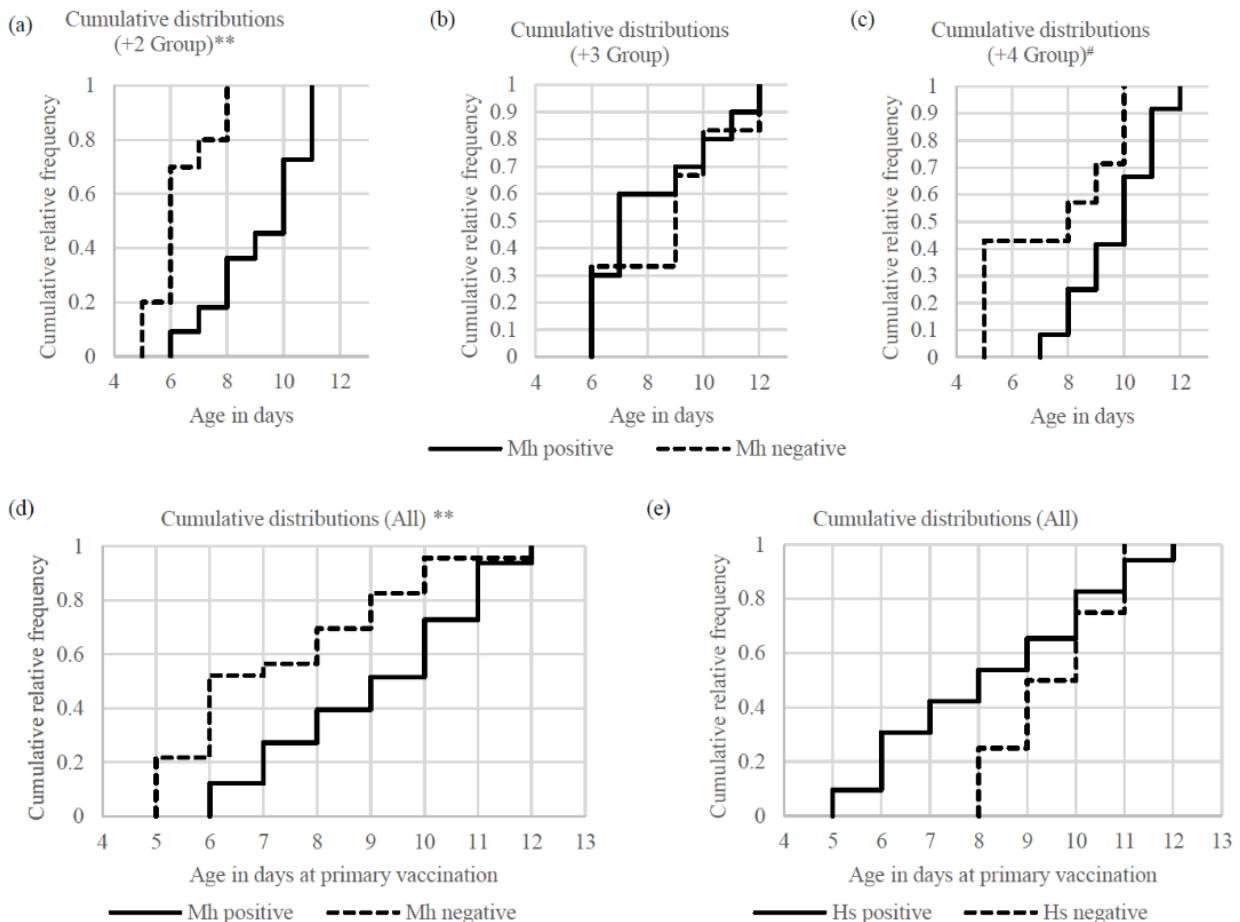 (a)
Cumulative distributions
(+2 Group)**
Cumulative relative frequency
1
0.8
0.6
0.4
0.2
0
4 6 8 10 12
Age in days
(b)
Cumulative distributions
(+3 Group)
Cumulative relative frequency
1
0.9
0.8
0.7
0.6
0.5
0.4
0.3
0.2
0.1
0
4 6 8 10 12
Age in days
(c)
Cumulative distributions
(+4 Group)#
Cumulative relative frequency
1
0.9
0.8
0.7
0.6
0.5
0.4
0.3
0.2
0.1
0
4 6 8 10 12
Age in days
Mh positive Mh negative
(d)
Cumulative distributions (All) **
Cumulative relative frequency
1
0.8
0.6
0.4
0.2
0
4 5 6 7 8 9 10 11 12 13
Age in days at primary vaccination
Mh positive Mh negative
(e)
Cumulative distributions (All)
Cumulative relative frequency
1
0.8
0.6
0.4
0.2
0
4 5 6 7 8 9 10 11 12 13
Age in days at primary vaccination
Hs positive Hs negative